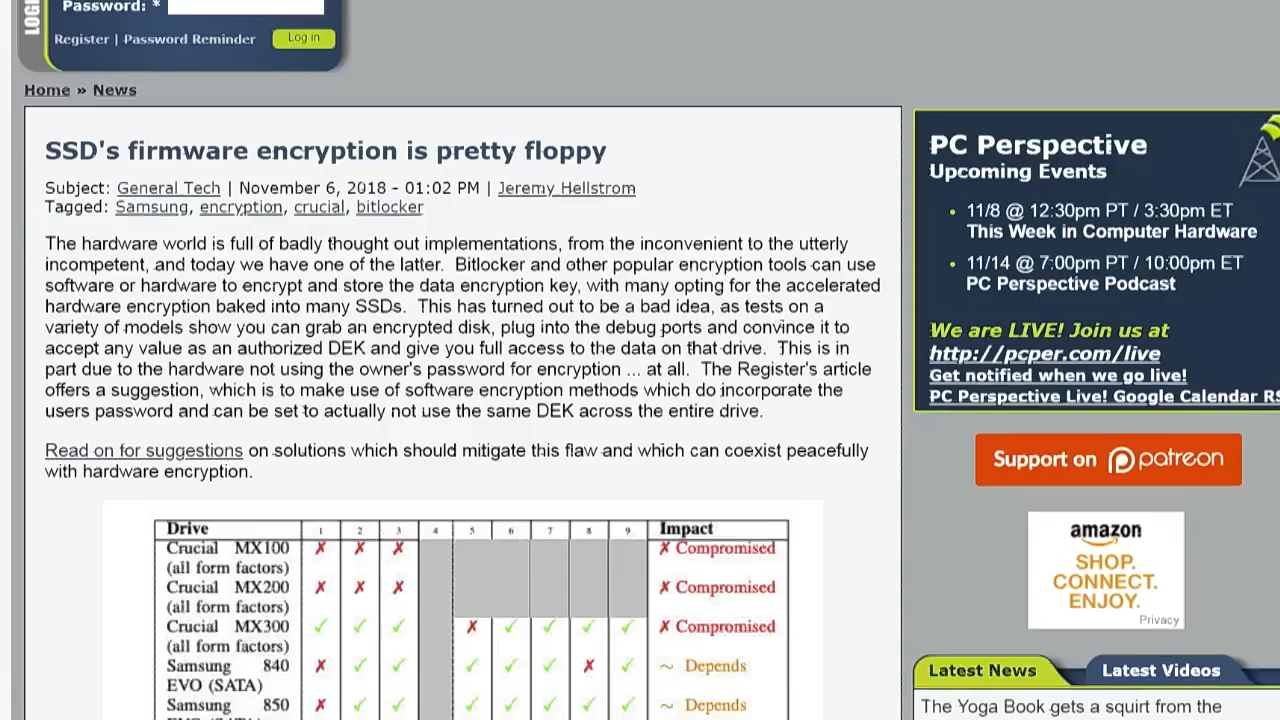 LOGI
Password: *
Register | Password Reminder
Log in
Home » News
SSD's firmware encryption is pretty floppy
Subject: General Tech | November 6, 2018 - 01:02 PM | Jeremy Hellstrom
Tagged: Samsung, encryption, crucial, bitlocker
The hardware world is full of badly thought out implementations, from the inconvenient to the utterly
incompetent, and today we have one of the latter.  Bitlocker and other popular encryption tools can use
software or hardware to encrypt and store the data encryption key, with many opting for the accelerated
hardware encryption baked into many SSDs.  This has turned out to be a bad idea, as tests on a
variety of models show you can grab an encrypted disk, plug into the debug ports and convince it to
accept any value as an authorized DEK and give you full access to the data on that drive.  This is in
part due to the hardware not using the owner's password for encryption ... at all.  The Register's article
offers a suggestion, which is to make use of software encryption methods which do incorporate the
users password and can be set to actually not use the same DEK across the entire drive.
Read on for suggestions on solutions which should mitigate this flaw and which can coexist peacefully
with hardware encryption.
Drive 1 2 3 4 5 6 7 8 9 Impact
Crucial MX100 ✗ ✗ ✗ ✗ Compromised
(all form factors)
Crucial MX200 ✗ ✗ ✗ ✗ Compromised
(all form factors)
Crucial MX300 ✓ ✓ ✓ ✗ ✓ ✓ ✓ ✓ ✗ Compromised
(all form factors)
Samsung 840 ✗ ✓ ✓ ✓ ✓ ✓ ✗ ✓ ~ Depends
EVO (SATA)
Samsung 850 ✗ ✓ ✓ ✓ ✓ ✓ ✓ ✓ ~ Depends
PC Perspective
Upcoming Events
• 11/8 @ 12:30pm PT / 3:30pm ET
This Week in Computer Hardware
• 11/14 @ 7:00pm PT / 10:00pm ET
PC Perspective Podcast
We are LIVE! Join us at
http://pcper.com/live
Get notified when we go live!
PC Perspective Live! Google Calendar RS
Support on patreon
amazon
SHOP.
CONNECT.
ENJOY.
Privacy
Latest News
Latest Videos
The Yoga Book gets a squirt from the